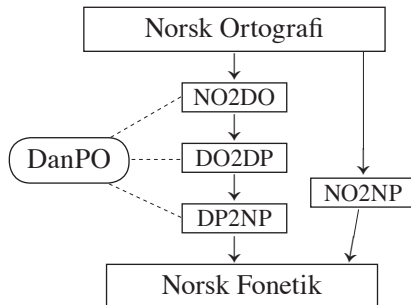 Norsk Ortografi
NO2DO
DanPO
DO2DP
NO2NP
DP2NP
Norsk Fonetik